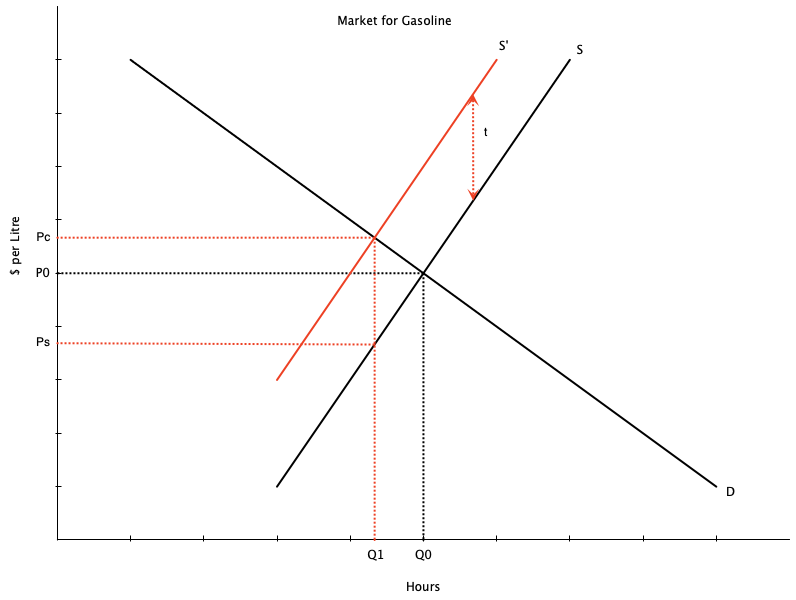 Market for Gasoline
S'
S
t
$ per Litre
Pc
P0
Ps
D
Q1
Q0
Hours